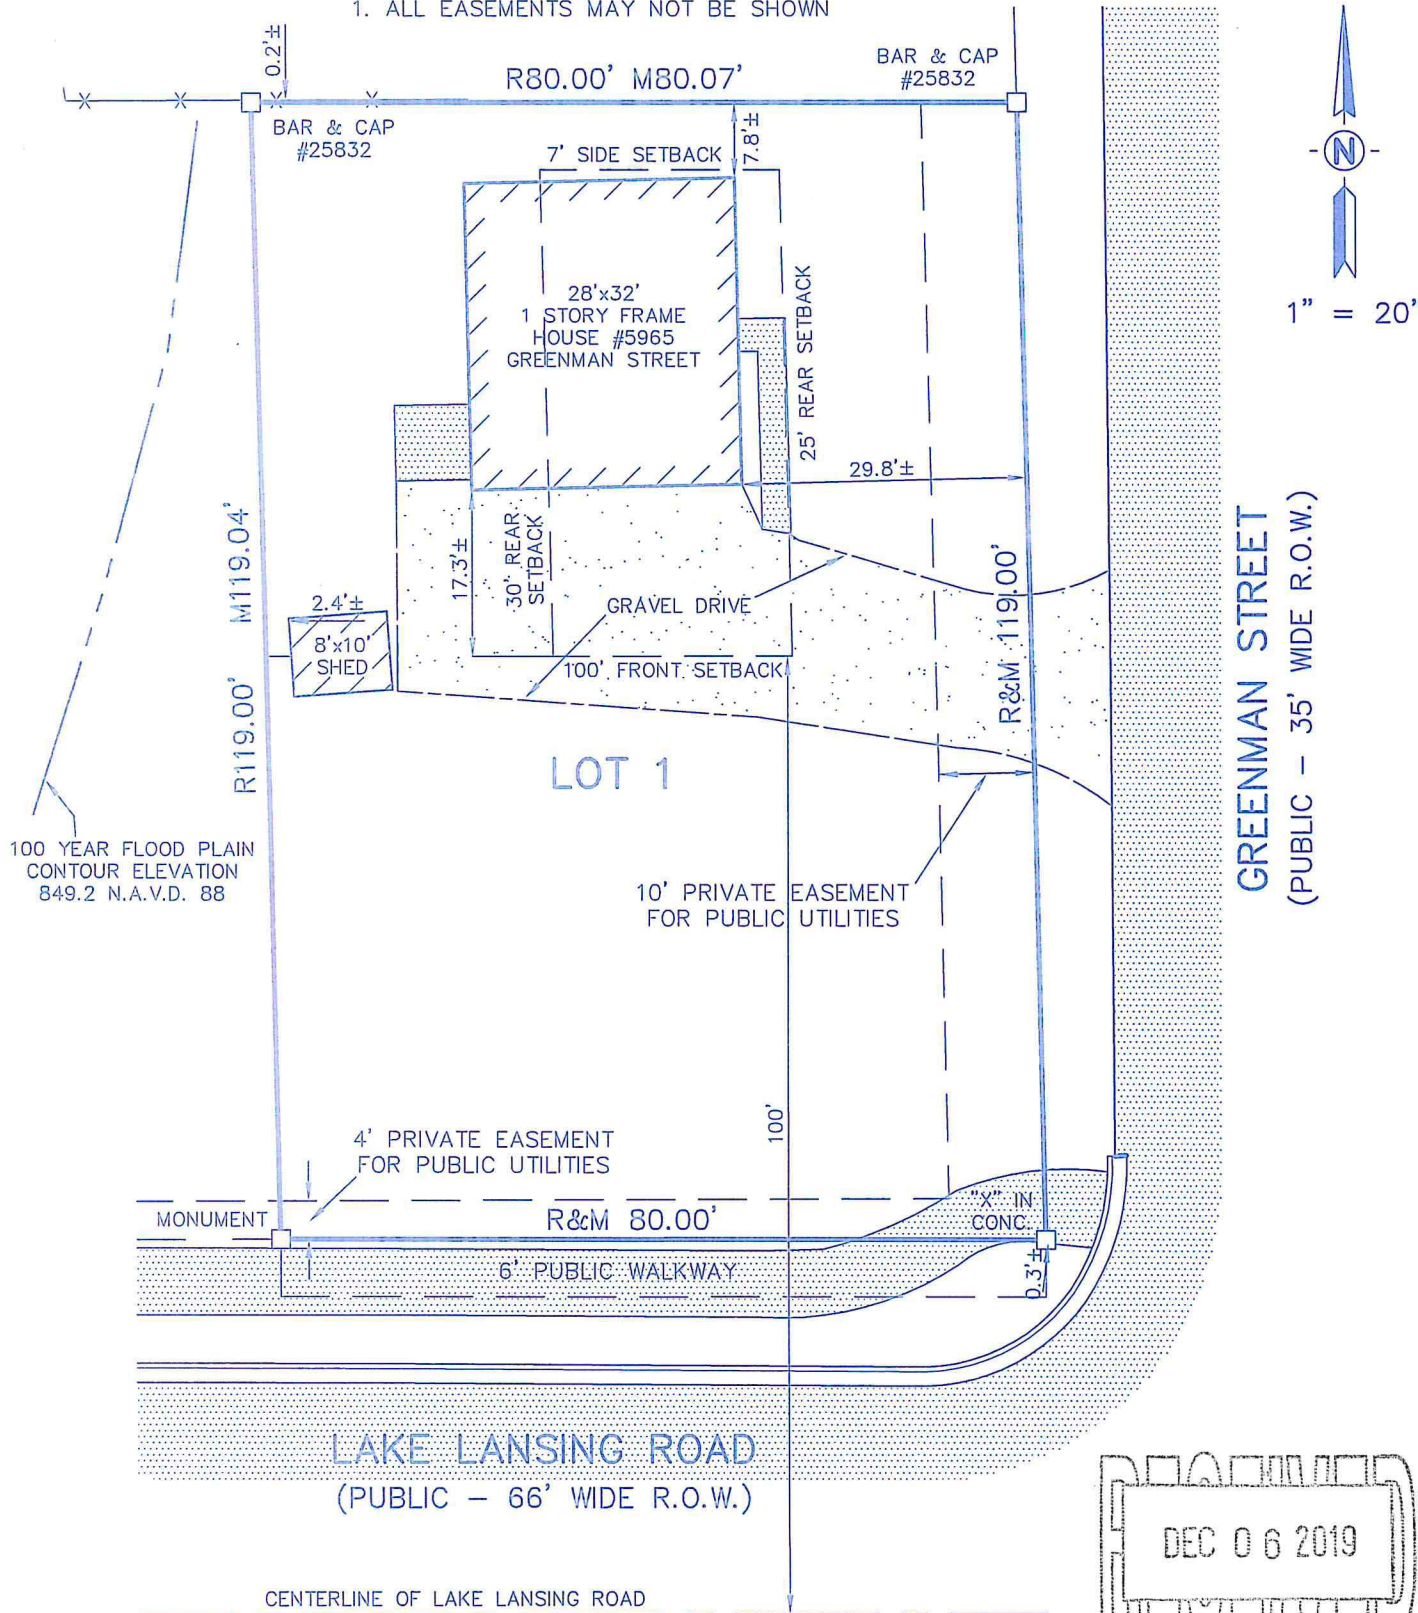 1. ALL EASEMENTS MAY NOT BE SHOWN
0.2'±
R80.00' M80.07'
BAR & CAP
#25832
BAR & CAP
#25832
7' SIDE SETBACK
7.8'±
N
1" = 20'
28'x32'
1 STORY FRAME
HOUSE #5965
GREENMAN STREET
25' REAR SETBACK
29.8'±
R119.00' M119.04'
17.3'±
30' REAR
SETBACK
GRAVEL DRIVE
R&M 119.00'
GREENMAN STREET
(PUBLIC - 35' WIDE R.O.W.)
2.4'±
8'x10'
SHED
100' FRONT SETBACK
LOT 1
100 YEAR FLOOD PLAIN
CONTOUR ELEVATION
849.2 N.A.V.D. 88
10' PRIVATE EASEMENT
FOR PUBLIC UTILITIES
100'
4' PRIVATE EASEMENT
FOR PUBLIC UTILITIES
MONUMENT
R&M 80.00'
"X" IN
CONC.
6' PUBLIC WALKWAY
0.3'±
LAKE LANSING ROAD
(PUBLIC - 66' WIDE R.O.W.)
DEC 06 2019
CENTERLINE OF LAKE LANSING ROAD